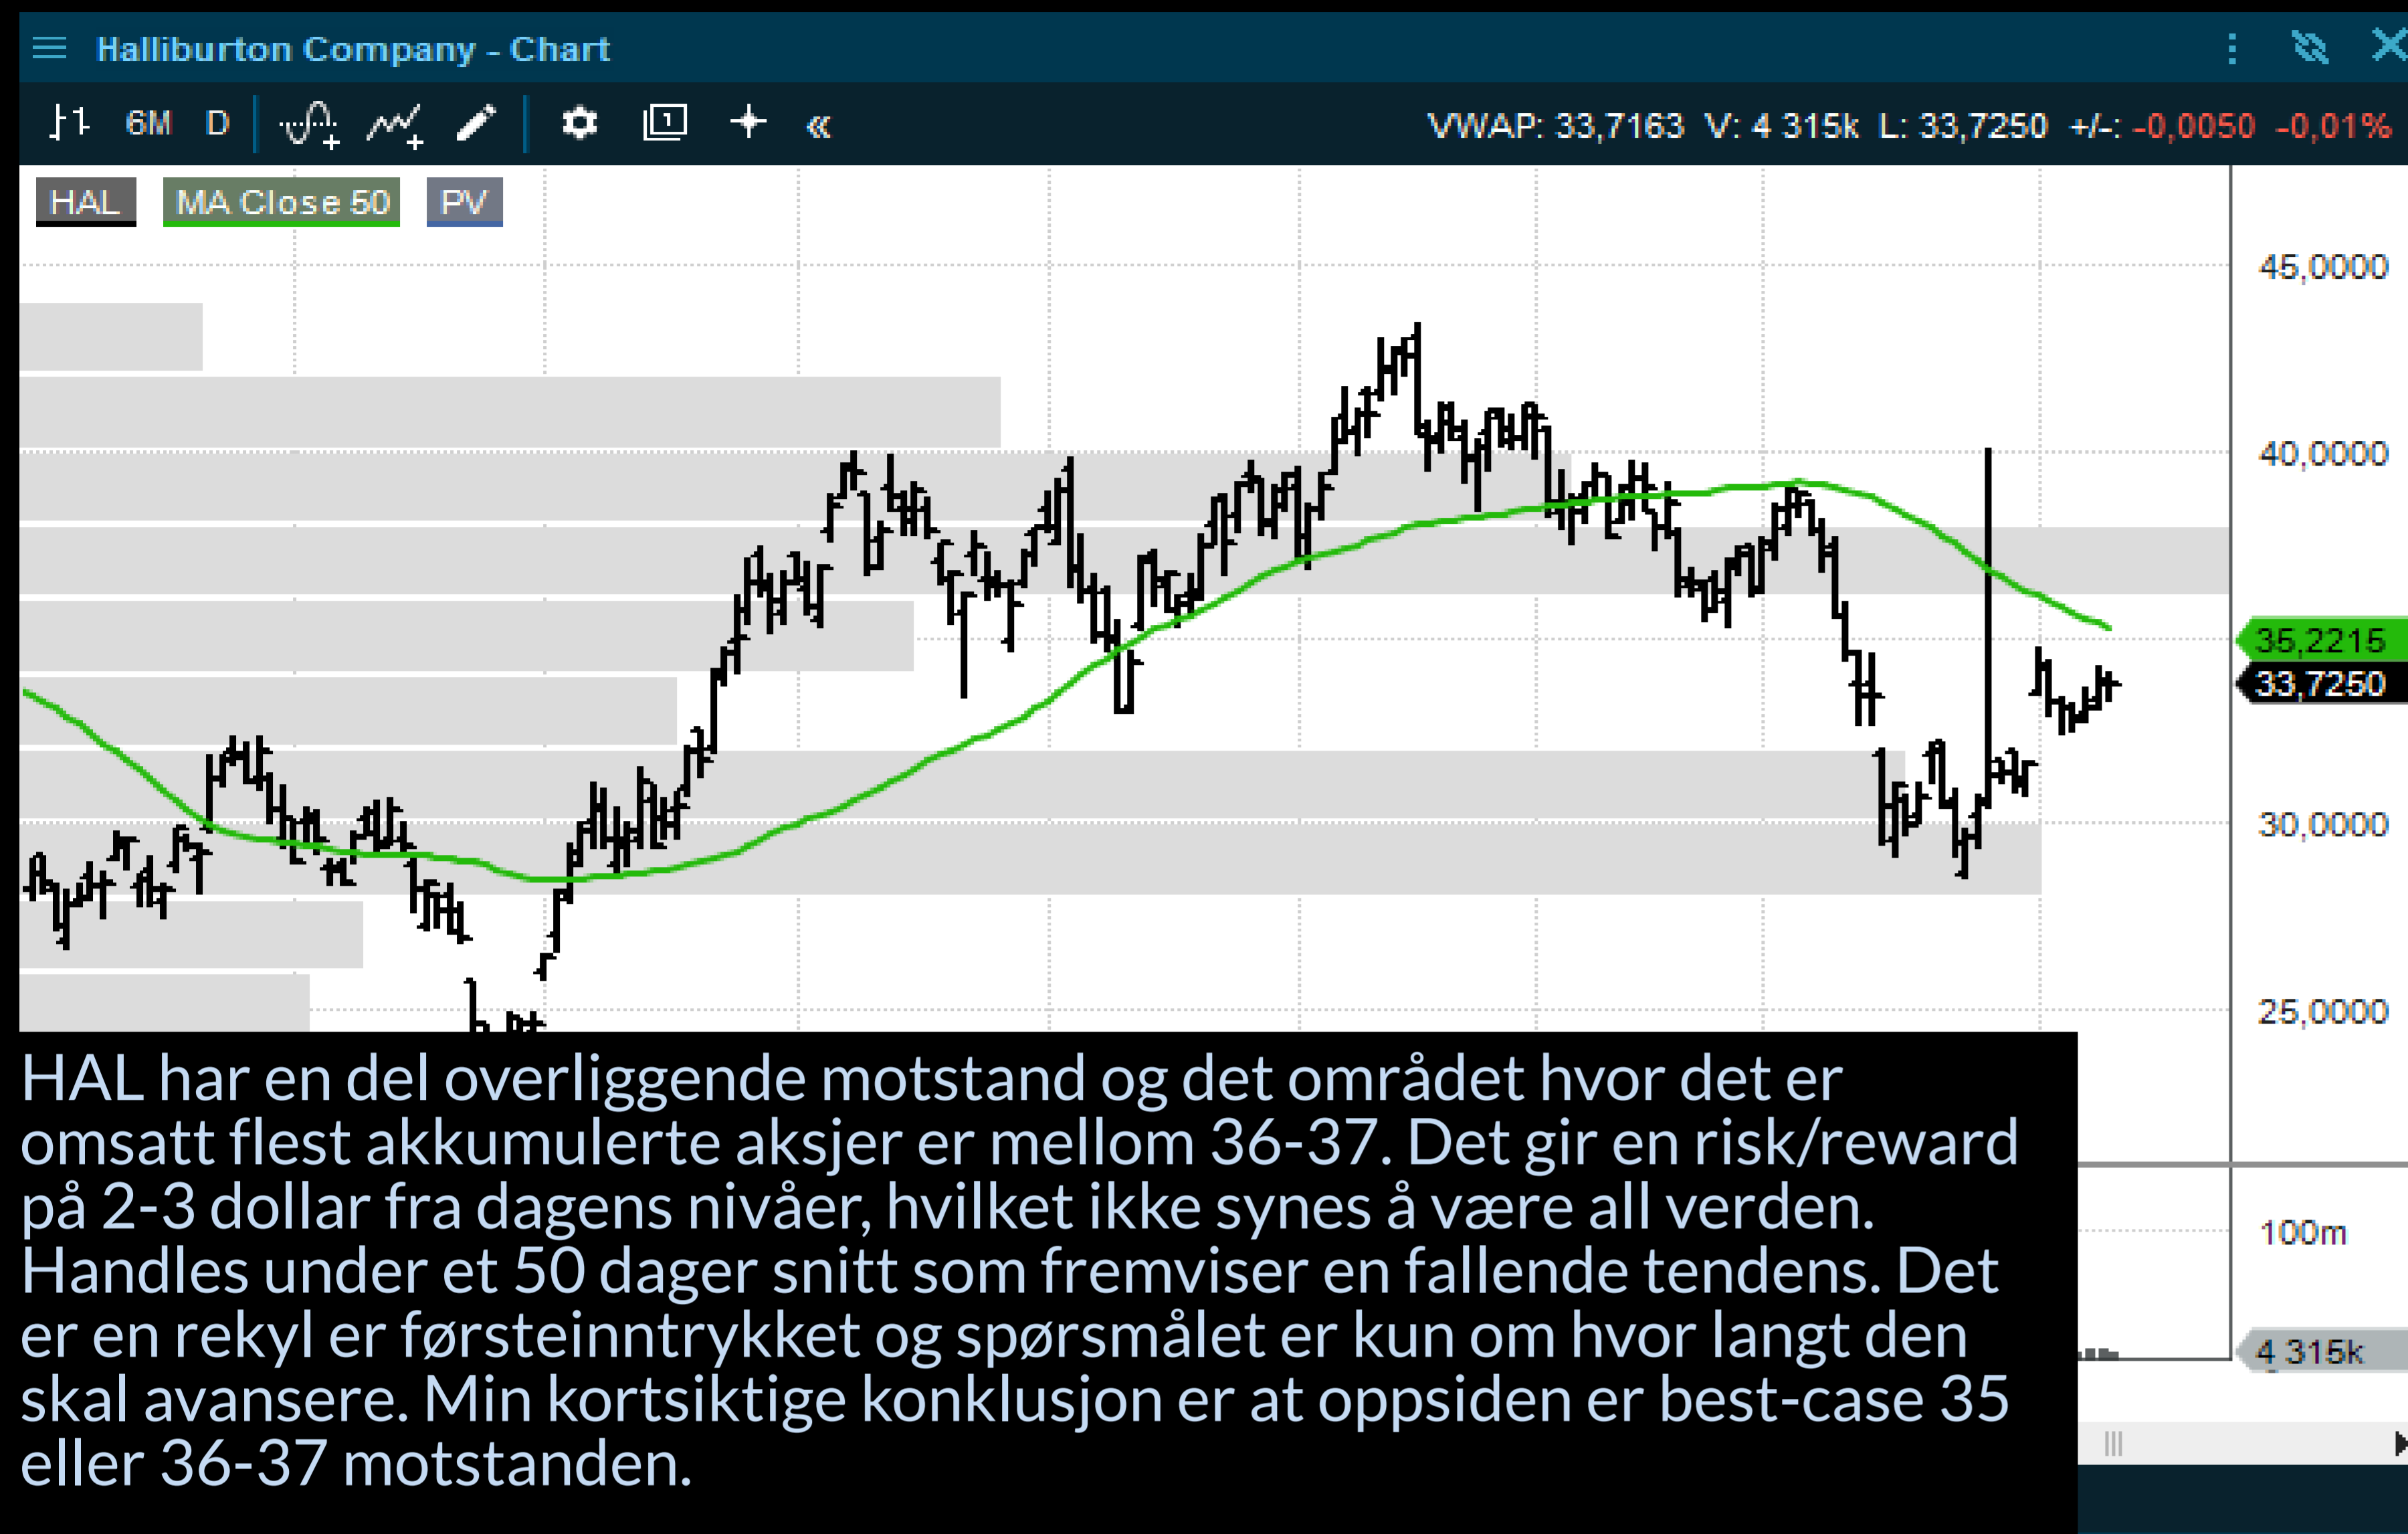 Halliburton Company - Chart
6M D
VWAP: 33,7163 V: 4 315k L: 33,7250 +/-: -0,0050 -0,01%
HAL MA Close 50 PV
45,0000
40,0000
35,2215
33,7250
30,0000
25,0000
HAL har en del overliggende motstand og det området hvor det er
omsatt flest akkumulerte aksjer er mellom 36-37. Det gir en risk/reward
på 2-3 dollar fra dagens nivåer, hvilket ikke synes å være all verden.
Handles under et 50 dager snitt som fremviser en fallende tendens. Det
er en rekyl er førsteinntrykket og spørsmålet er kun om hvor langt den
skal avansere. Min kortsiktige konklusjon er at oppsiden er best-case 35
eller 36-37 motstanden.
100m
4 315k